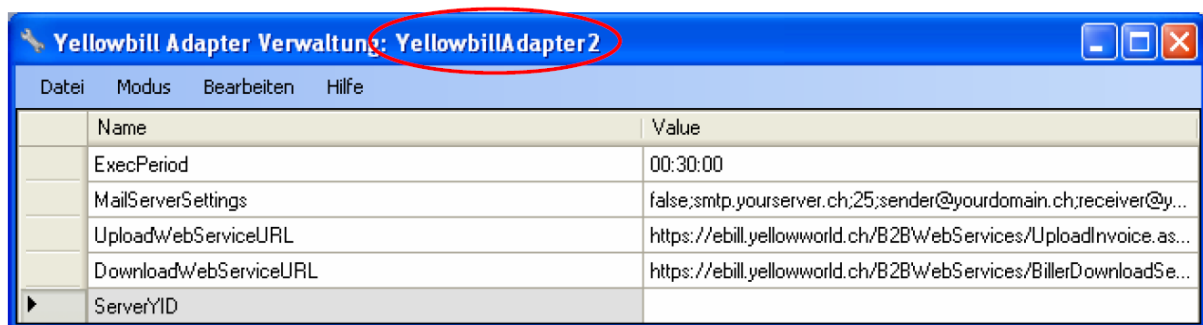 Yellowbill Adapter Verwaltung: YellowbillAdapter2
Datei Modus Bearbeiten Hilfe
Name Value
ExecPeriod 00:30:00
MailServerSettings false;smtp.yourserver.ch;25;sender@yourdomain.ch;receiver@y...
UploadWebServiceURL https://ebill.yellowworld.ch/B2BWebServices/UploadInvoice.as...
DownloadWebServiceURL https://ebill.yellowworld.ch/B2BWebServices/BillerDownloadSe...
ServerYID